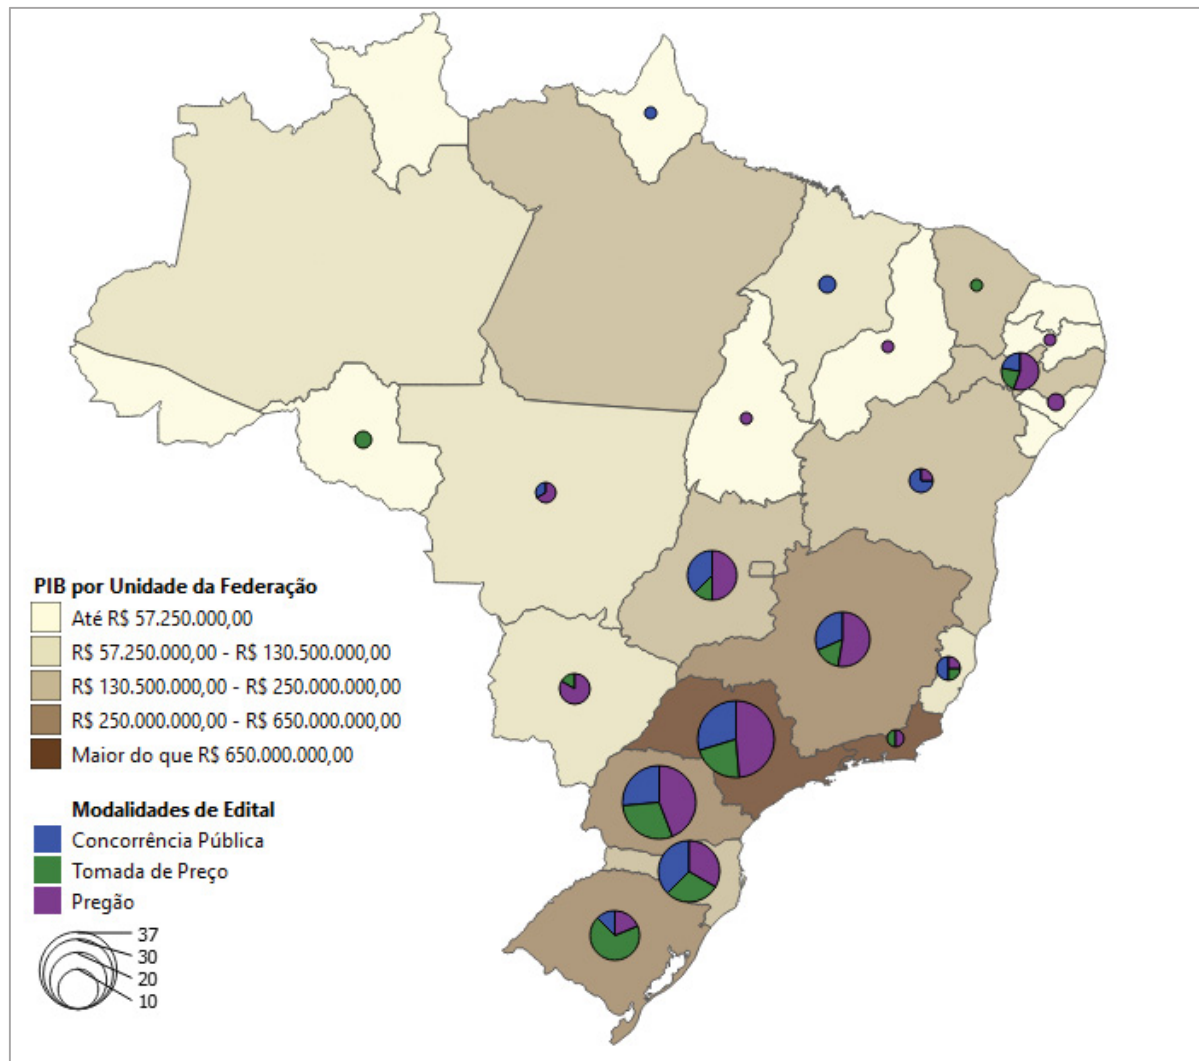 PIB por Unidade da Federação
Até R$ 57.250.000,00
R$ 57.250.000,00 - R$ 130.500.000,00
R$ 130.500.000,00 - R$ 250.000.000,00
R$ 250.000.000,00 - R$ 650.000.000,00
Maior do que R$ 650.000.000,00
Modalidades de Edital
Concorrência Pública
Tomada de Preço
Pregão
37
30
20
10